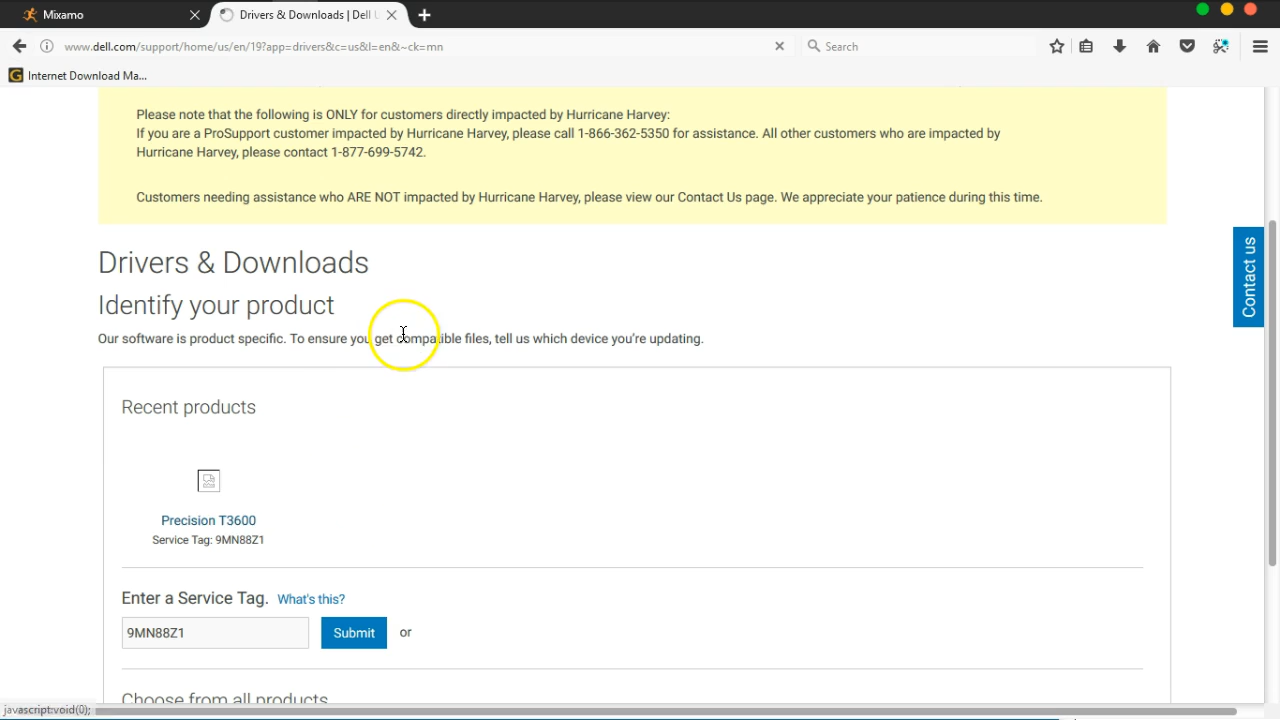 Mixamo
Drivers & Downloads | Dell U
www.dell.com/support/home/us/en/19?app=drivers&c=us&l=en&~ck=mn
Search
Internet Download Ma...
Please note that the following is ONLY for customers directly impacted by Hurricane Harvey:
If you are a ProSupport customer impacted by Hurricane Harvey, please call 1-866-362-5350 for assistance. All other customers who are impacted by
Hurricane Harvey, please contact 1-877-699-5742.
Customers needing assistance who ARE NOT impacted by Hurricane Harvey, please view our Contact Us page. We appreciate your patience during this time.
Contact us
Drivers & Downloads
Identify your product
Our software is product specific. To ensure you get compatible files, tell us which device you're updating.
Recent products
Precision T3600
Service Tag: 9MN88Z1
Enter a Service Tag. What's this?
9MN88Z1 Submit or
Choose from all products
javascript:void(0);